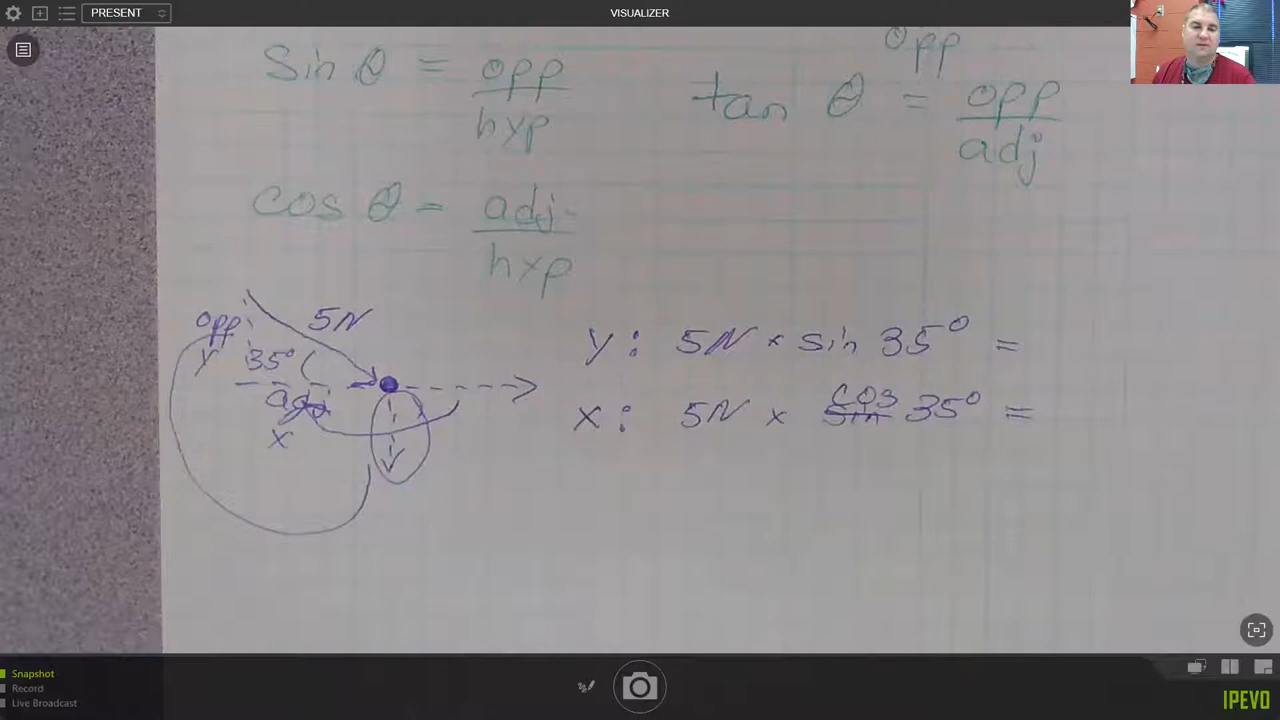 PRESENT
VISUALIZER
opp
sin θ = opp
hyp
tan θ = opp
adj
cos θ = adj
hyp
opp
y
5N
35°
adj
x
y: 5N × sin 35° =
cos
x: 5N × sin 35° =
Snapshot
Record
Live Broadcast
IPEVO